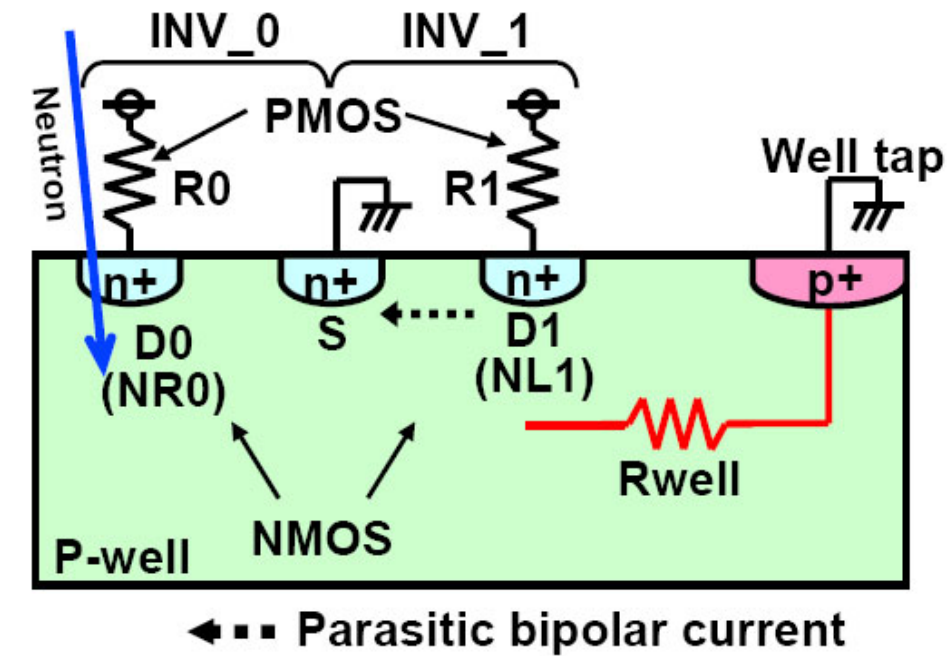 INV_0 INV_1
Neutron
PMOS
R0
R1
Well tap
n+ n+ n+ p+
D0
(NR0)
S
D1
(NL1)
Rwell
NMOS
P-well
Parasitic bipolar current